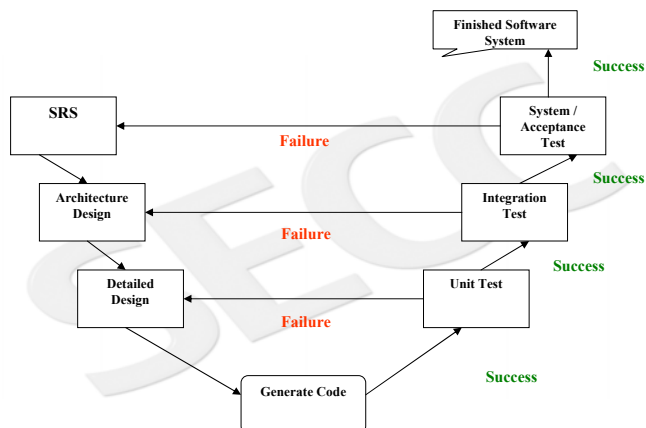 Finished Software
System
Success
SRS
System /
Acceptance
Test
Failure
Success
Architecture
Design
Integration
Test
Failure
Success
Detailed
Design
Unit Test
Failure
Success
Generate Code
SECC